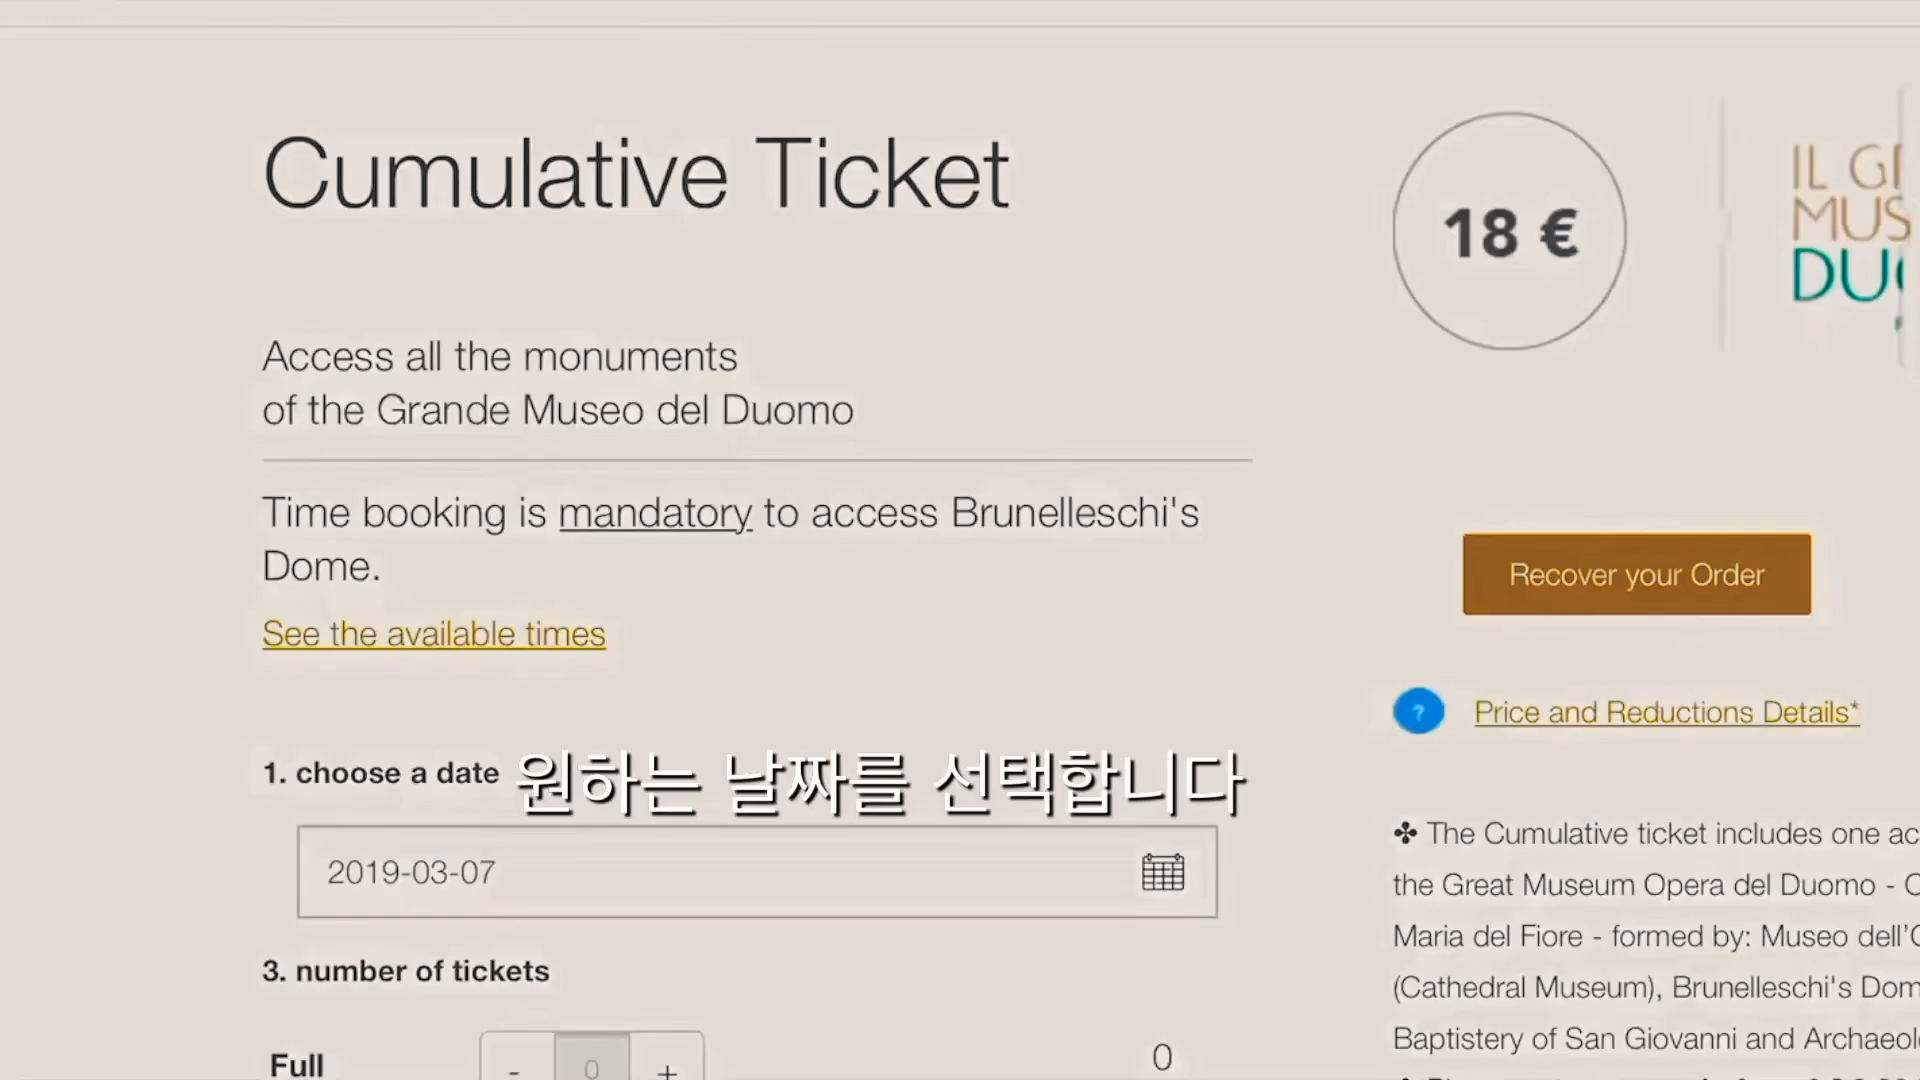 Cumulative Ticket
18 €
IL
MUS
DU
Access all the monuments
of the Grande Museo del Duomo
Time booking is mandatory to access Brunelleschi's
Dome.
See the available times
Recover your Order
? Price and Reductions Details*
1. choose a date
원하는 날짜를 선택합니다
2019-03-07
3. number of tickets
Full - 0 + 0
✣ The Cumulative ticket includes one ac
the Great Museum Opera del Duomo -
Maria del Fiore - formed by: Museo dell'
(Cathedral Museum), Brunelleschi's Dom
Baptistery of San Giovanni and Archaeol